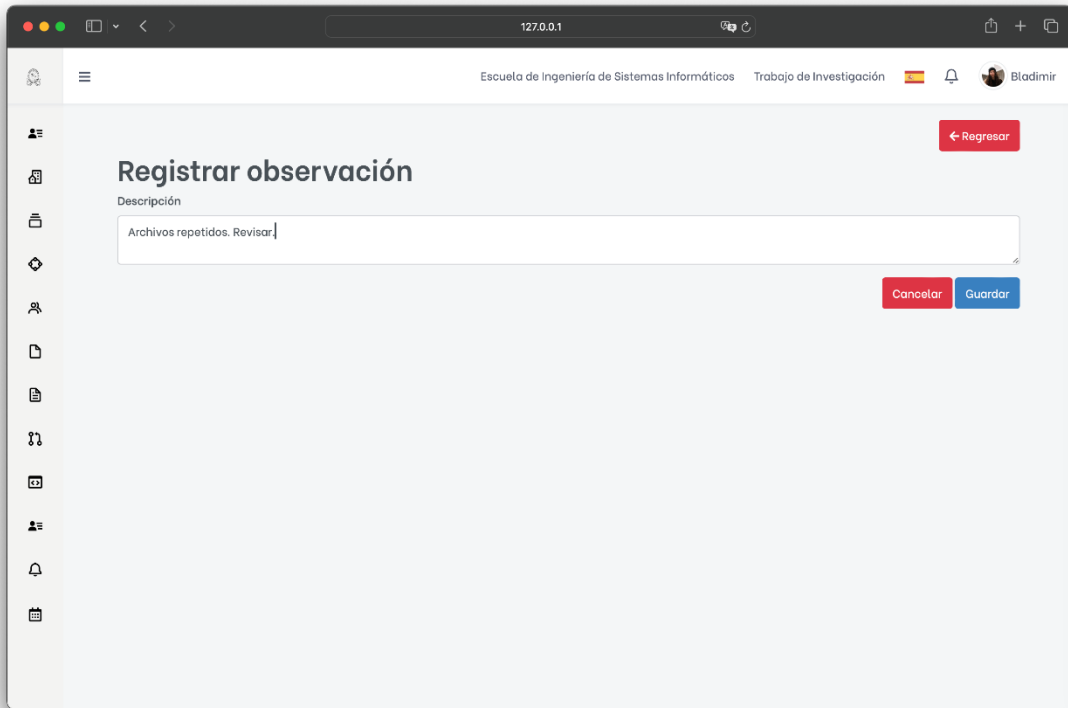 127.0.0.1
Escuela de Ingeniería de Sistemas Informáticos Trabajo de Investigación Bladimir
Regresar
Registrar observación
Descripción
Archivos repetidos. Revisar.
Cancelar Guardar